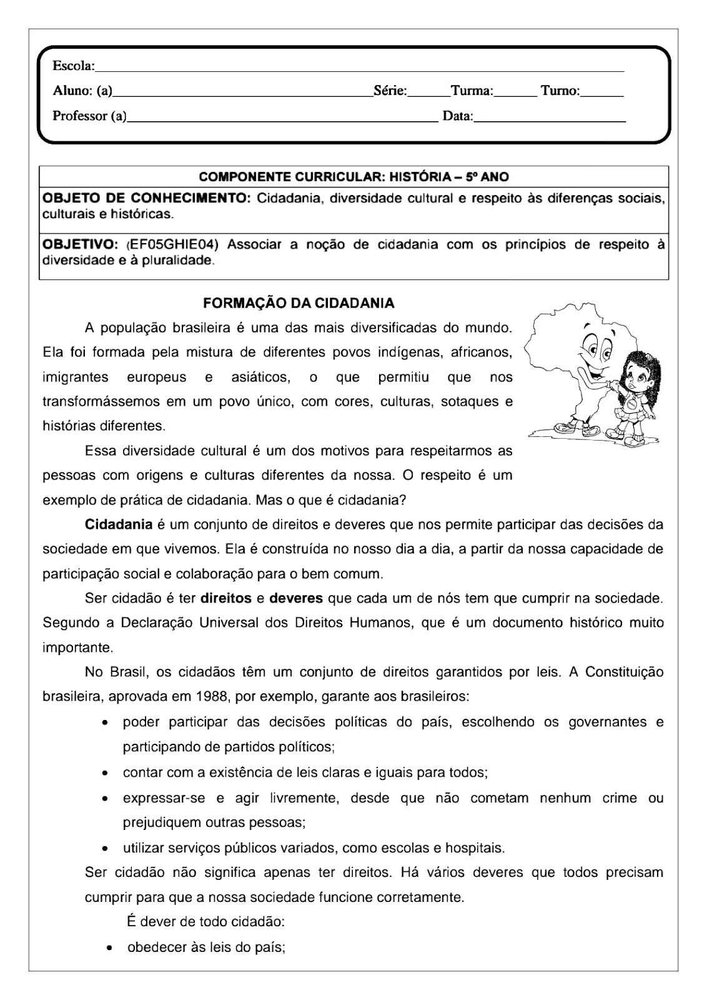 Escola:
Aluno: (a) Série: Turma: Turno:
Professor (a) Data:
COMPONENTE CURRICULAR: HISTÓRIA – 5º ANO
OBJETO DE CONHECIMENTO: Cidadania, diversidade cultural e respeito às diferenças sociais,
culturais e históricas.
OBJETIVO: (EF05GHIE04) Associar a noção de cidadania com os princípios de respeito à
diversidade e à pluralidade.
FORMAÇÃO DA CIDADANIA
A população brasileira é uma das mais diversificadas do mundo.
Ela foi formada pela mistura de diferentes povos indígenas, africanos,
imigrantes europeus e asiáticos, o que permitiu que nos
transformássemos em um povo único, com cores, culturas, sotaques e
histórias diferentes.
Essa diversidade cultural é um dos motivos para respeitarmos as
pessoas com origens e culturas diferentes da nossa. O respeito é um
exemplo de prática de cidadania. Mas o que é cidadania?
Cidadania é um conjunto de direitos e deveres que nos permite participar das decisões da
sociedade em que vivemos. Ela é construída no nosso dia a dia, a partir da nossa capacidade de
participação social e colaboração para o bem comum.
Ser cidadão é ter direitos e deveres que cada um de nós tem que cumprir na sociedade.
Segundo a Declaração Universal dos Direitos Humanos, que é um documento histórico muito
importante.
No Brasil, os cidadãos têm um conjunto de direitos garantidos por leis. A Constituição
brasileira, aprovada em 1988, por exemplo, garante aos brasileiros:
• poder participar das decisões políticas do país, escolhendo os governantes e
participando de partidos políticos;
• contar com a existência de leis claras e iguais para todos;
• expressar-se e agir livremente, desde que não cometam nenhum crime ou
prejudiquem outras pessoas;
• utilizar serviços públicos variados, como escolas e hospitais.
Ser cidadão não significa apenas ter direitos. Há vários deveres que todos precisam
cumprir para que a nossa sociedade funcione corretamente.
É dever de todo cidadão:
• obedecer às leis do país;